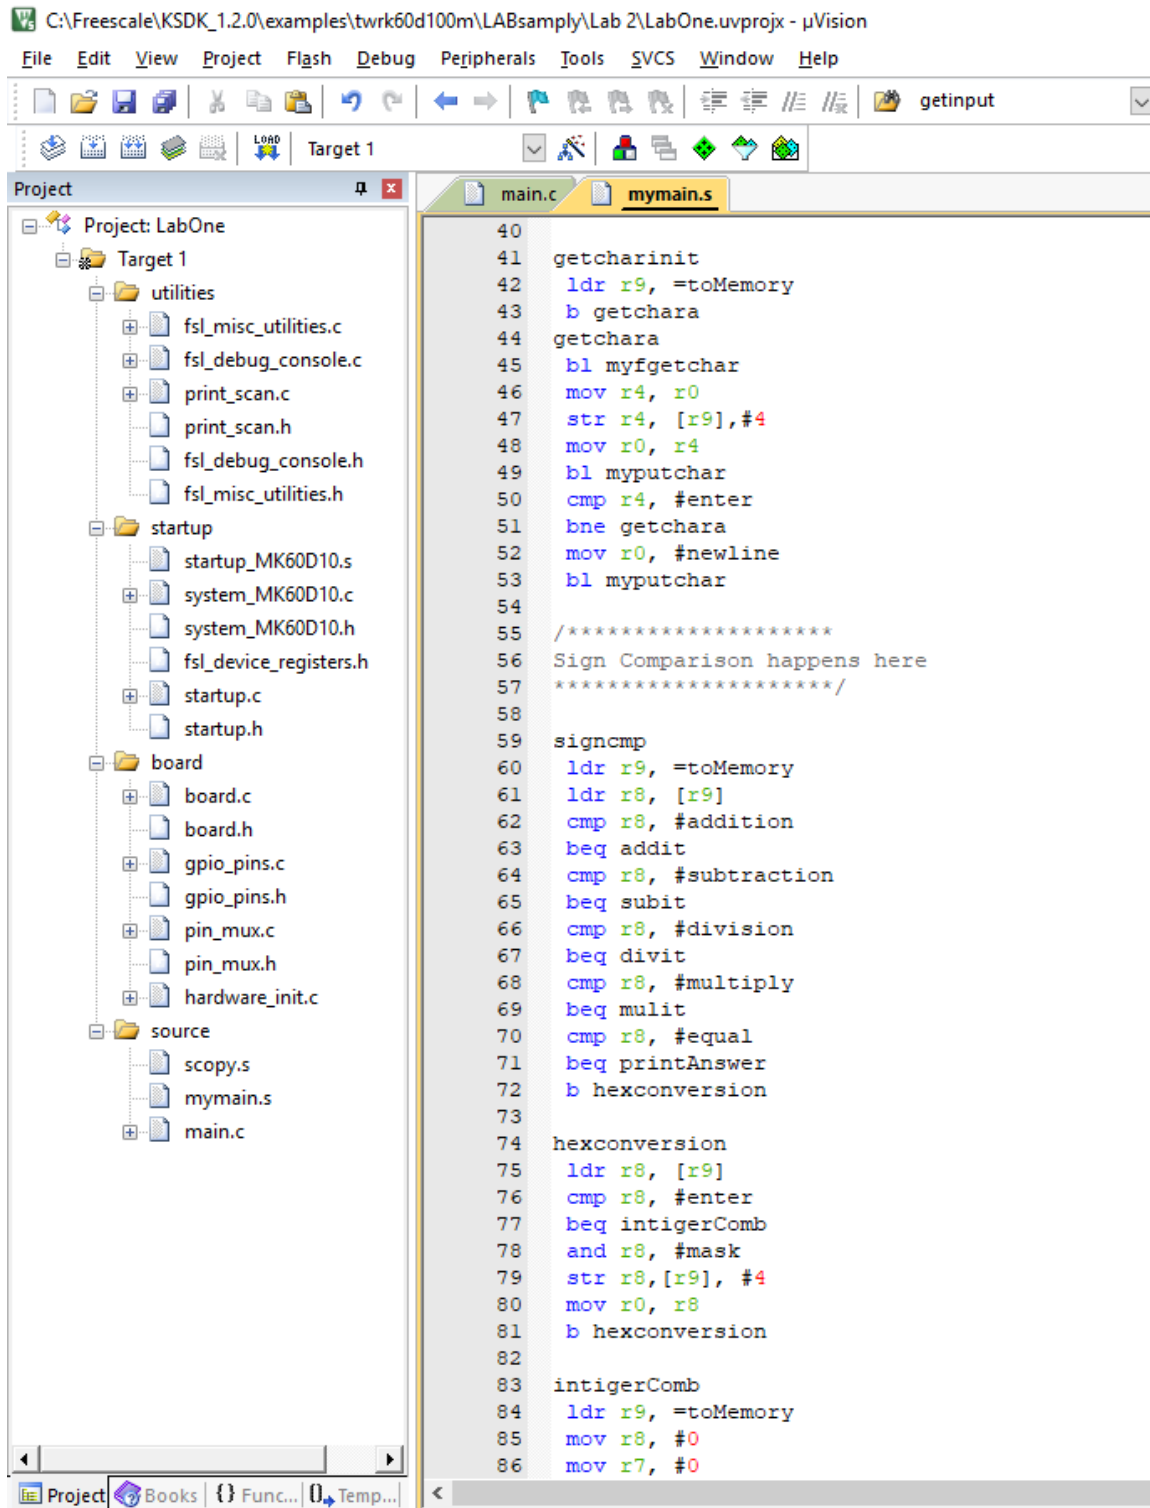 C:\Freescale\KSDK_1.2.0\examples\twrk60d100m\LABsamply\Lab 2\LabOne.uvprojx - µVision
File Edit View Project Flash Debug Peripherals Tools SVCS Window Help
getinput
LOAD Target 1
Project
Project: LabOne
Target 1
utilities
fsl_misc_utilities.c
fsl_debug_console.c
print_scan.c
print_scan.h
fsl_debug_console.h
fsl_misc_utilities.h
startup
startup_MK60D10.s
system_MK60D10.c
system_MK60D10.h
fsl_device_registers.h
startup.c
startup.h
board
board.c
board.h
gpio_pins.c
gpio_pins.h
pin_mux.c
pin_mux.h
hardware_init.c
source
scopy.s
mymain.s
main.c
Project Books {} Func... 0 Temp...
main.c mymain.s
40
41 getcharinit
42 ldr r9, =toMemory
43 b getchara
44 getchara
45 bl myfgetchar
46 mov r4, r0
47 str r4, [r9],#4
48 mov r0, r4
49 bl myputchar
50 cmp r4, #enter
51 bne getchara
52 mov r0, #newline
53 bl myputchar
54
55 /********************
56 Sign Comparison happens here
57 *********************/
58
59 signcmp
60 ldr r9, =toMemory
61 ldr r8, [r9]
62 cmp r8, #addition
63 beq addit
64 cmp r8, #subtraction
65 beq subit
66 cmp r8, #division
67 beq divit
68 cmp r8, #multiply
69 beq mulit
70 cmp r8, #equal
71 beq printAnswer
72 b hexconversion
73
74 hexconversion
75 ldr r8, [r9]
76 cmp r8, #enter
77 beq intigerComb
78 and r8, #mask
79 str r8,[r9], #4
80 mov r0, r8
81 b hexconversion
82
83 intigerComb
84 ldr r9, =toMemory
85 mov r8, #0
86 mov r7, #0